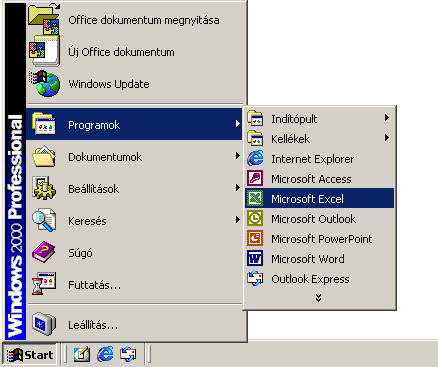 Office dokumentum megnyitása
Új Office dokumentum
Windows Update
Programok
Dokumentumok
Beállítások
Keresés
Súgó
Futtatás...
Leállítás...
Windows 2000 Professional
Indítópult
Kellékek
Internet Explorer
Microsoft Access
Microsoft Excel
Microsoft Outlook
Microsoft PowerPoint
Microsoft Word
Outlook Express
Start